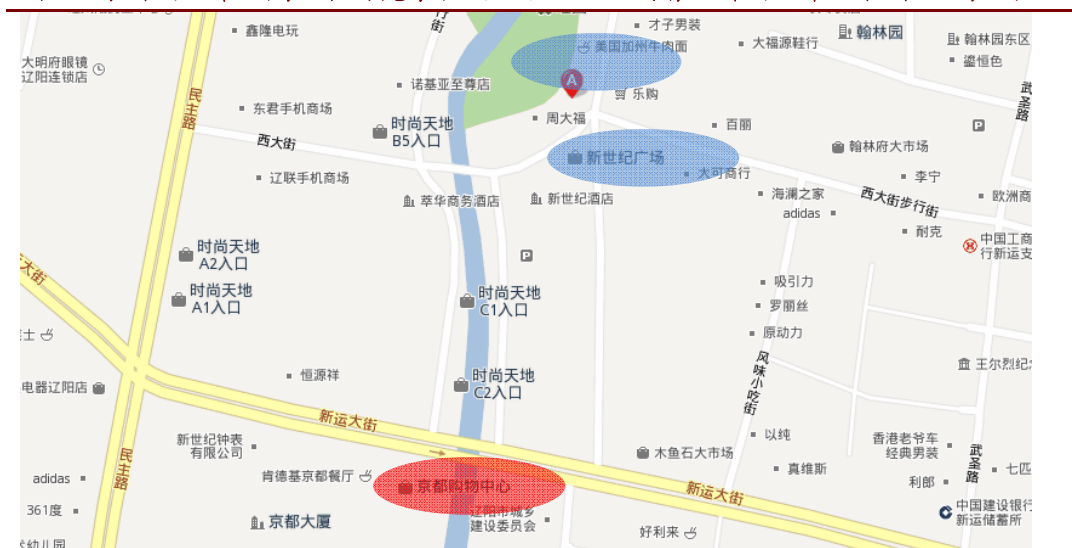 才子男装
鑫隆电玩
街
翰林园
美国加州牛肉面
大福源鞋行
翰林园东区
大明府眼镜
辽阳连锁店
鎏恒色
诺基亚至尊店
A
乐购
武圣路
民主路
东君手机商场
周大福
时尚天地
B5入口
百丽
P
西大街
新世纪广场
翰林府大市场
辽联手机商场
大可商行
李宁
萃华商务酒店
新世纪酒店
海澜之家
西大街步行街
欧洲商
adidas
耐克
中国工商
行新运支
时尚天地
A2入口
P
大街
时尚天地
A1入口
时尚天地
C1入口
吸引力
罗丽丝
士
原动力
风味小吃街
王尔烈纪
恒源祥
时尚天地
C2入口
电器辽阳店
新运大街
新世纪钟表
有限公司
以纯
香港老爷车
经典男装
木鱼石大市场
武圣路
民主路
真维斯
七匹
adidas
肯德基京都餐厅
京都购物中心
新运大街
利郎
361度
京都大厦
辽阳市城乡
建设委员会
中国建设银行
新运储蓄所
好利来
幼儿园